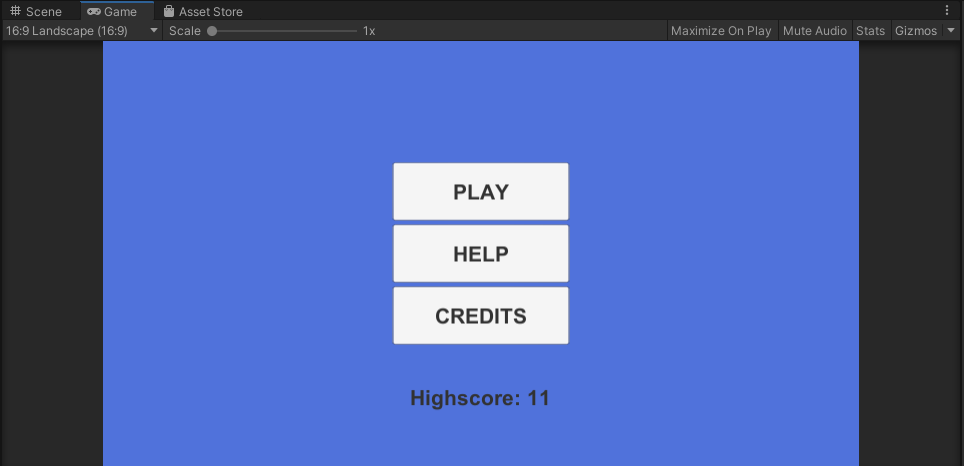 Scene Game Asset Store
16:9 Landscape (16:9) Scale 1x Maximize On Play Mute Audio Stats Gizmos
PLAY
HELP
CREDITS
Highscore: 11